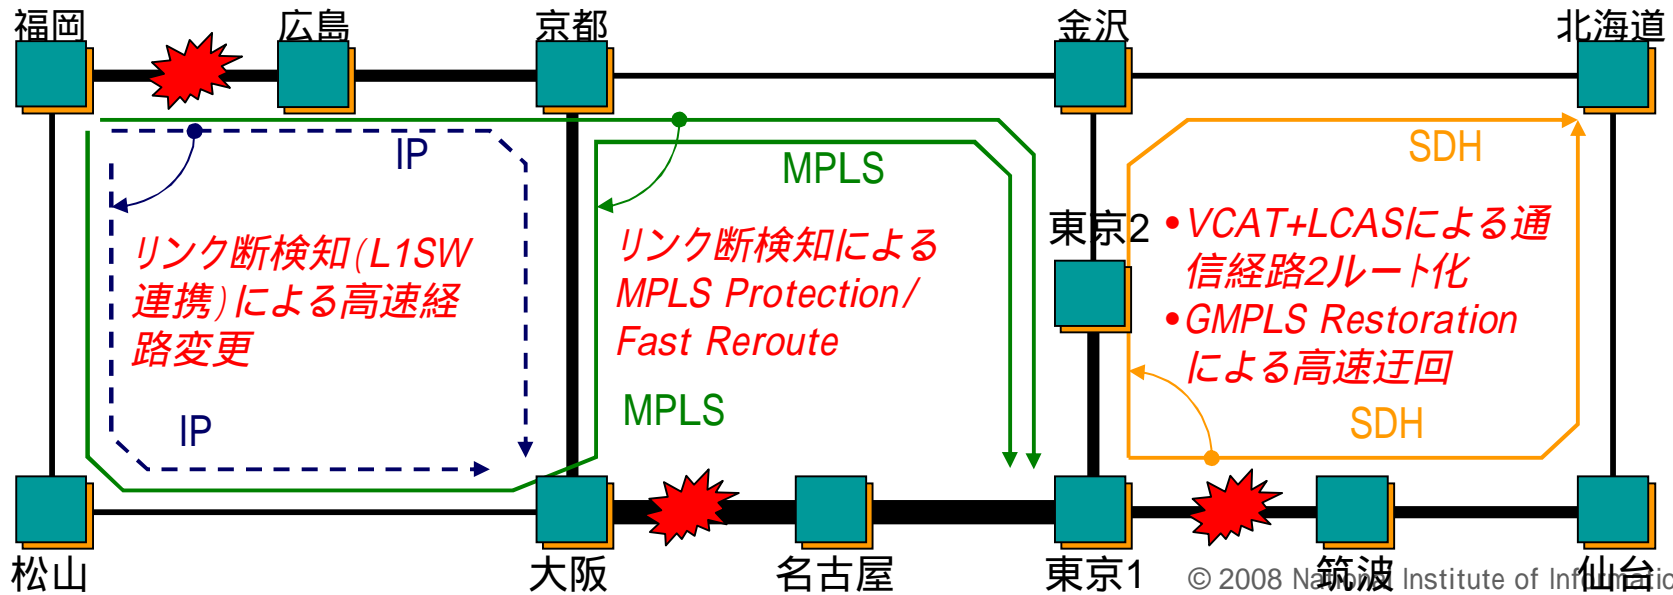 福岡
広島
京都
金沢
北海道
IP
MPLS
SDH
リンク断検知(L1SW
連携)による高速経
路変更
リンク断検知による
MPLS Protection/
Fast Reroute
東京2
•VCAT+LCASによる通
信経路2ルート化
•GMPLS Restoration
による高速迂回
IP
MPLS
SDH
松山
大阪
名古屋
東京1
筑波
仙台
© 2008 National Institute of Informatic